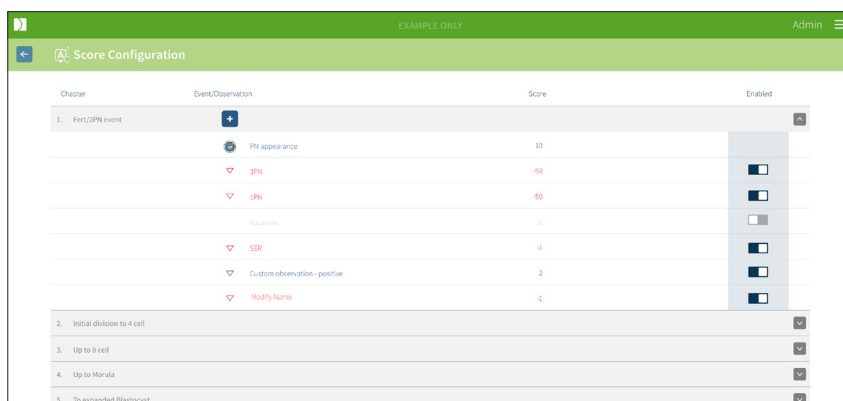 EXAMPLE ONLY
Admin
Score Configuration
Chapter Event/Observation Score Enabled
1. Fert/2PN event
PN appearance 10
3PN -50
1PN -50
SER -1
Custom observation - positive 2
Modify Name -1
2. Initial division to 4 cell
3. Up to 8 cell
4. Up to Morula
5. To expanded Blastocyst